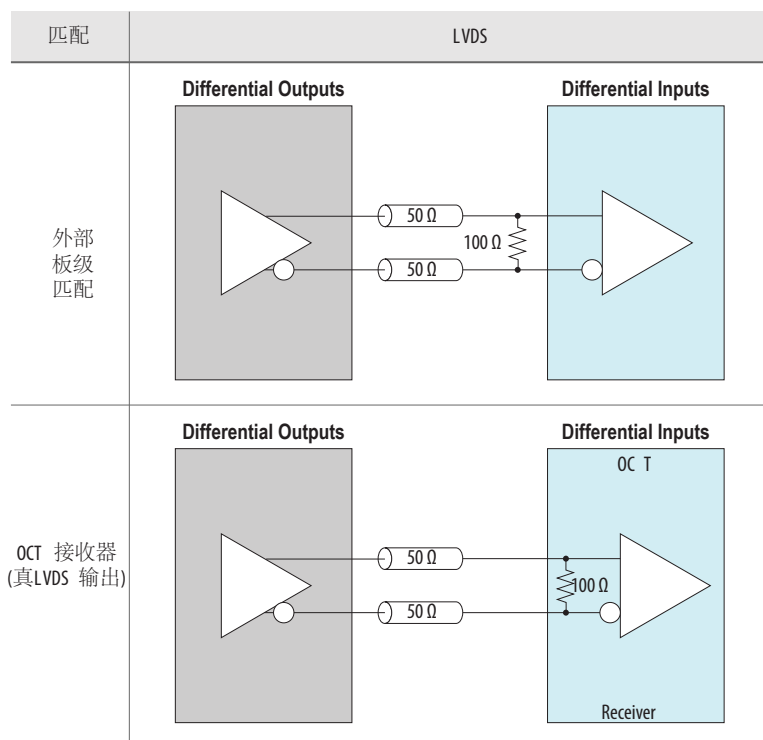 匹配
LVDS
Differential Outputs
Differential Inputs
外部
板级
匹配
50 Ω
100 Ω
50 Ω
Differential Outputs
Differential Inputs
OC T
OCT 接收器
(真LVDS 输出)
50 Ω
100 Ω
50 Ω
Receiver